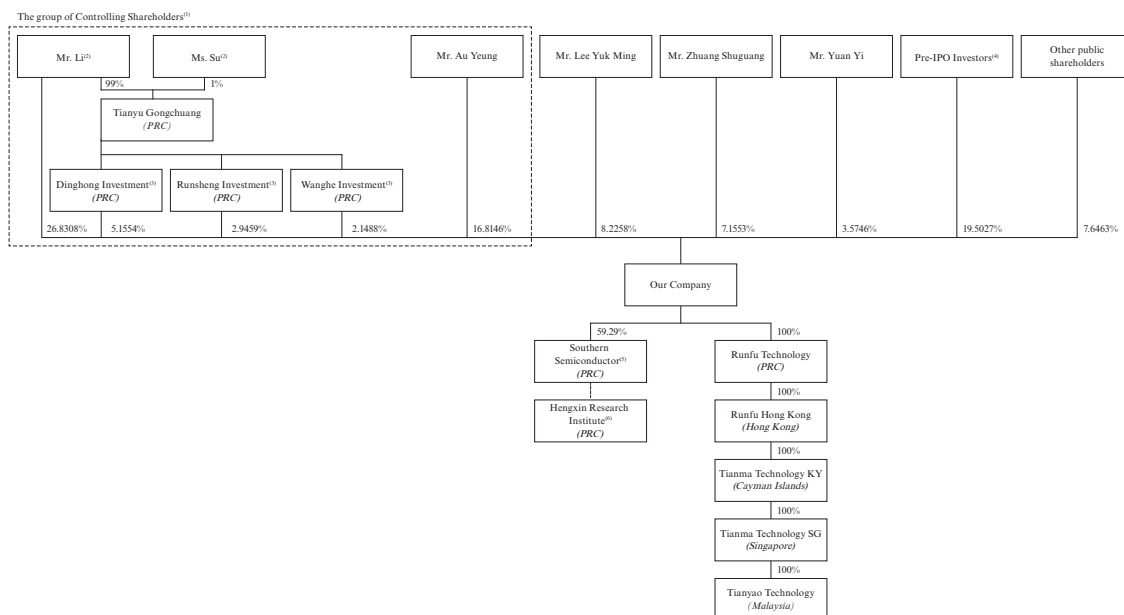 The group of Controlling Shareholders(1)
Mr. Li(2)
Ms. Su(2)
Mr. Au Yeung
Mr. Lee Yuk Ming
Mr. Zhuang Shuguang
Mr. Yuan Yi
Pre-IPO Investors(4)
Other public
shareholders
99%
1%
Tianyu Gongchuang
(PRC)
Dinghong Investment(3)
(PRC)
Runsheng Investment(3)
(PRC)
Wanghe Investment(3)
(PRC)
26.8308%
5.1554%
2.9459%
2.1488%
16.8146%
8.2258%
7.1553%
3.5746%
19.5027%
7.6463%
Our Company
59.29%
100%
Southern
Semiconductor(5)
(PRC)
Runfu Technology
(PRC)
100%
Hengxin Research
Institute(6)
(PRC)
Runfu Hong Kong
(Hong Kong)
100%
Tianma Technology KY
(Cayman Islands)
100%
Tianma Technology SG
(Singapore)
100%
Tianyao Technology
(Malaysia)